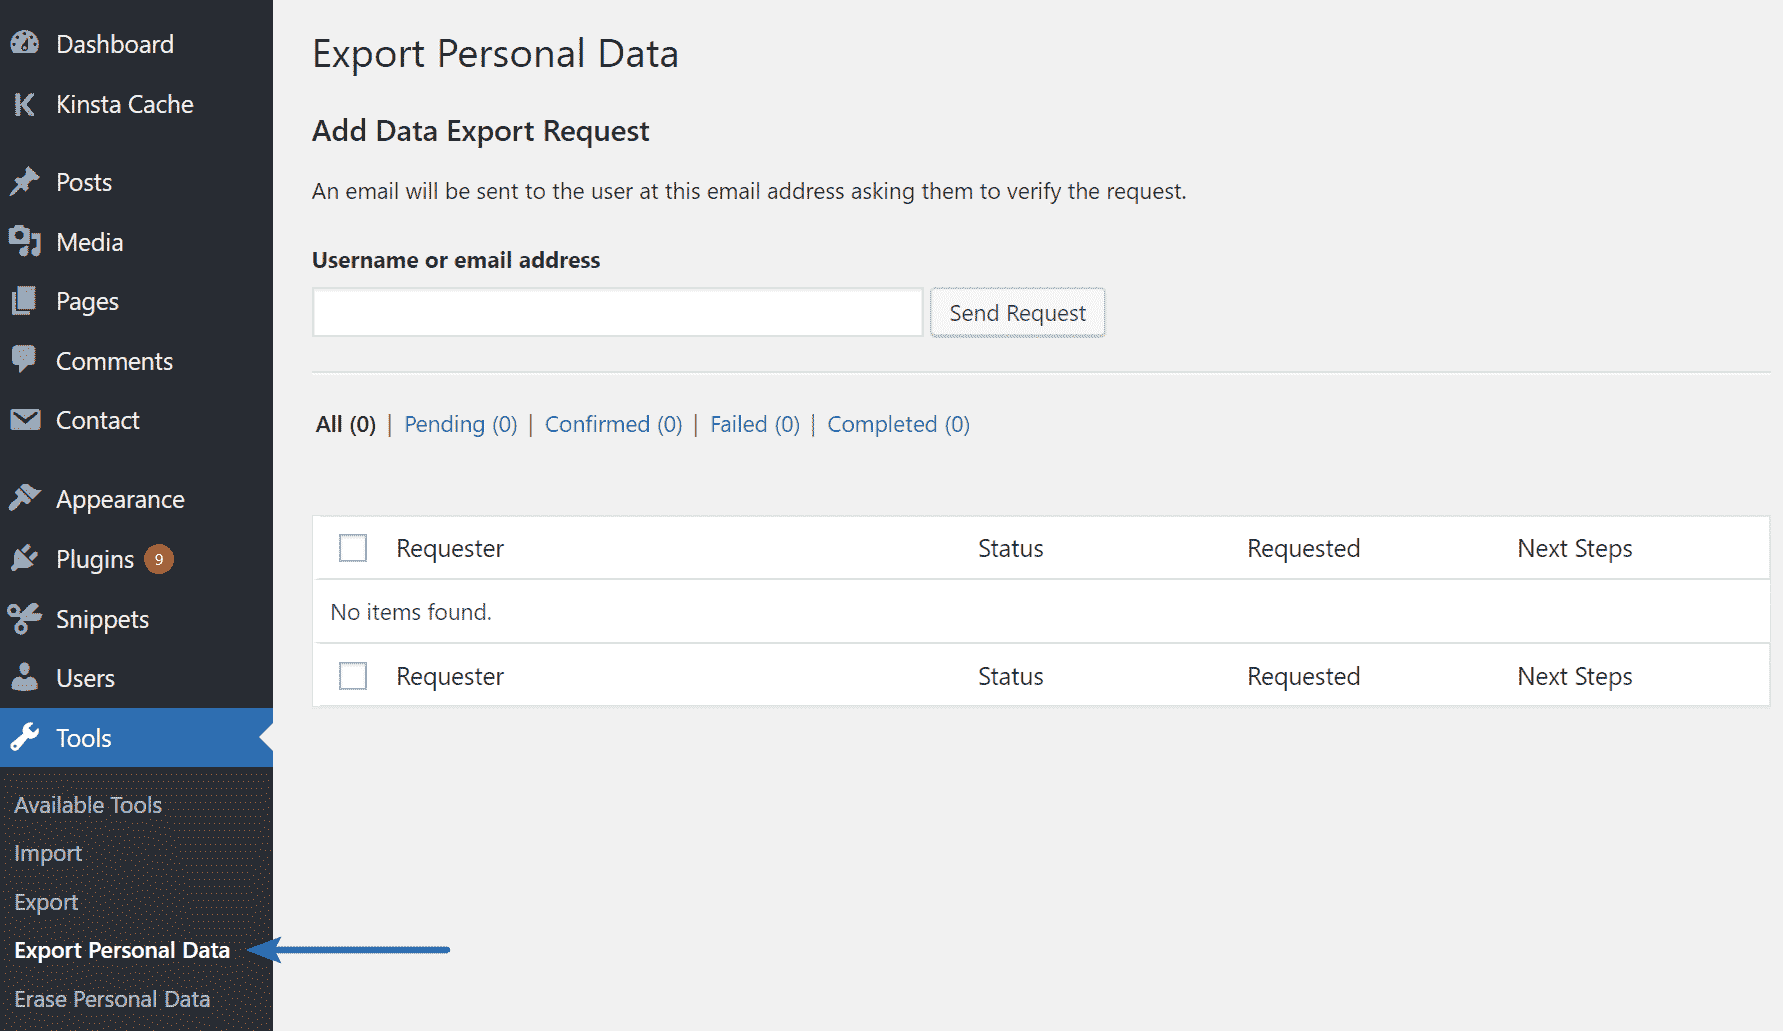 Dashboard
Kinsta Cache
Posts
Media
Pages
Comments
Contact
Appearance
Plugins 9
Snippets
Users
Tools
Available Tools
Import
Export
Export Personal Data
Erase Personal Data
Export Personal Data
Add Data Export Request
An email will be sent to the user at this email address asking them to verify the request.
Username or email address
Send Request
All (0) | Pending (0) | Confirmed (0) | Failed (0) | Completed (0)
Requester Status Requested Next Steps
No items found.
Requester Status Requested Next Steps